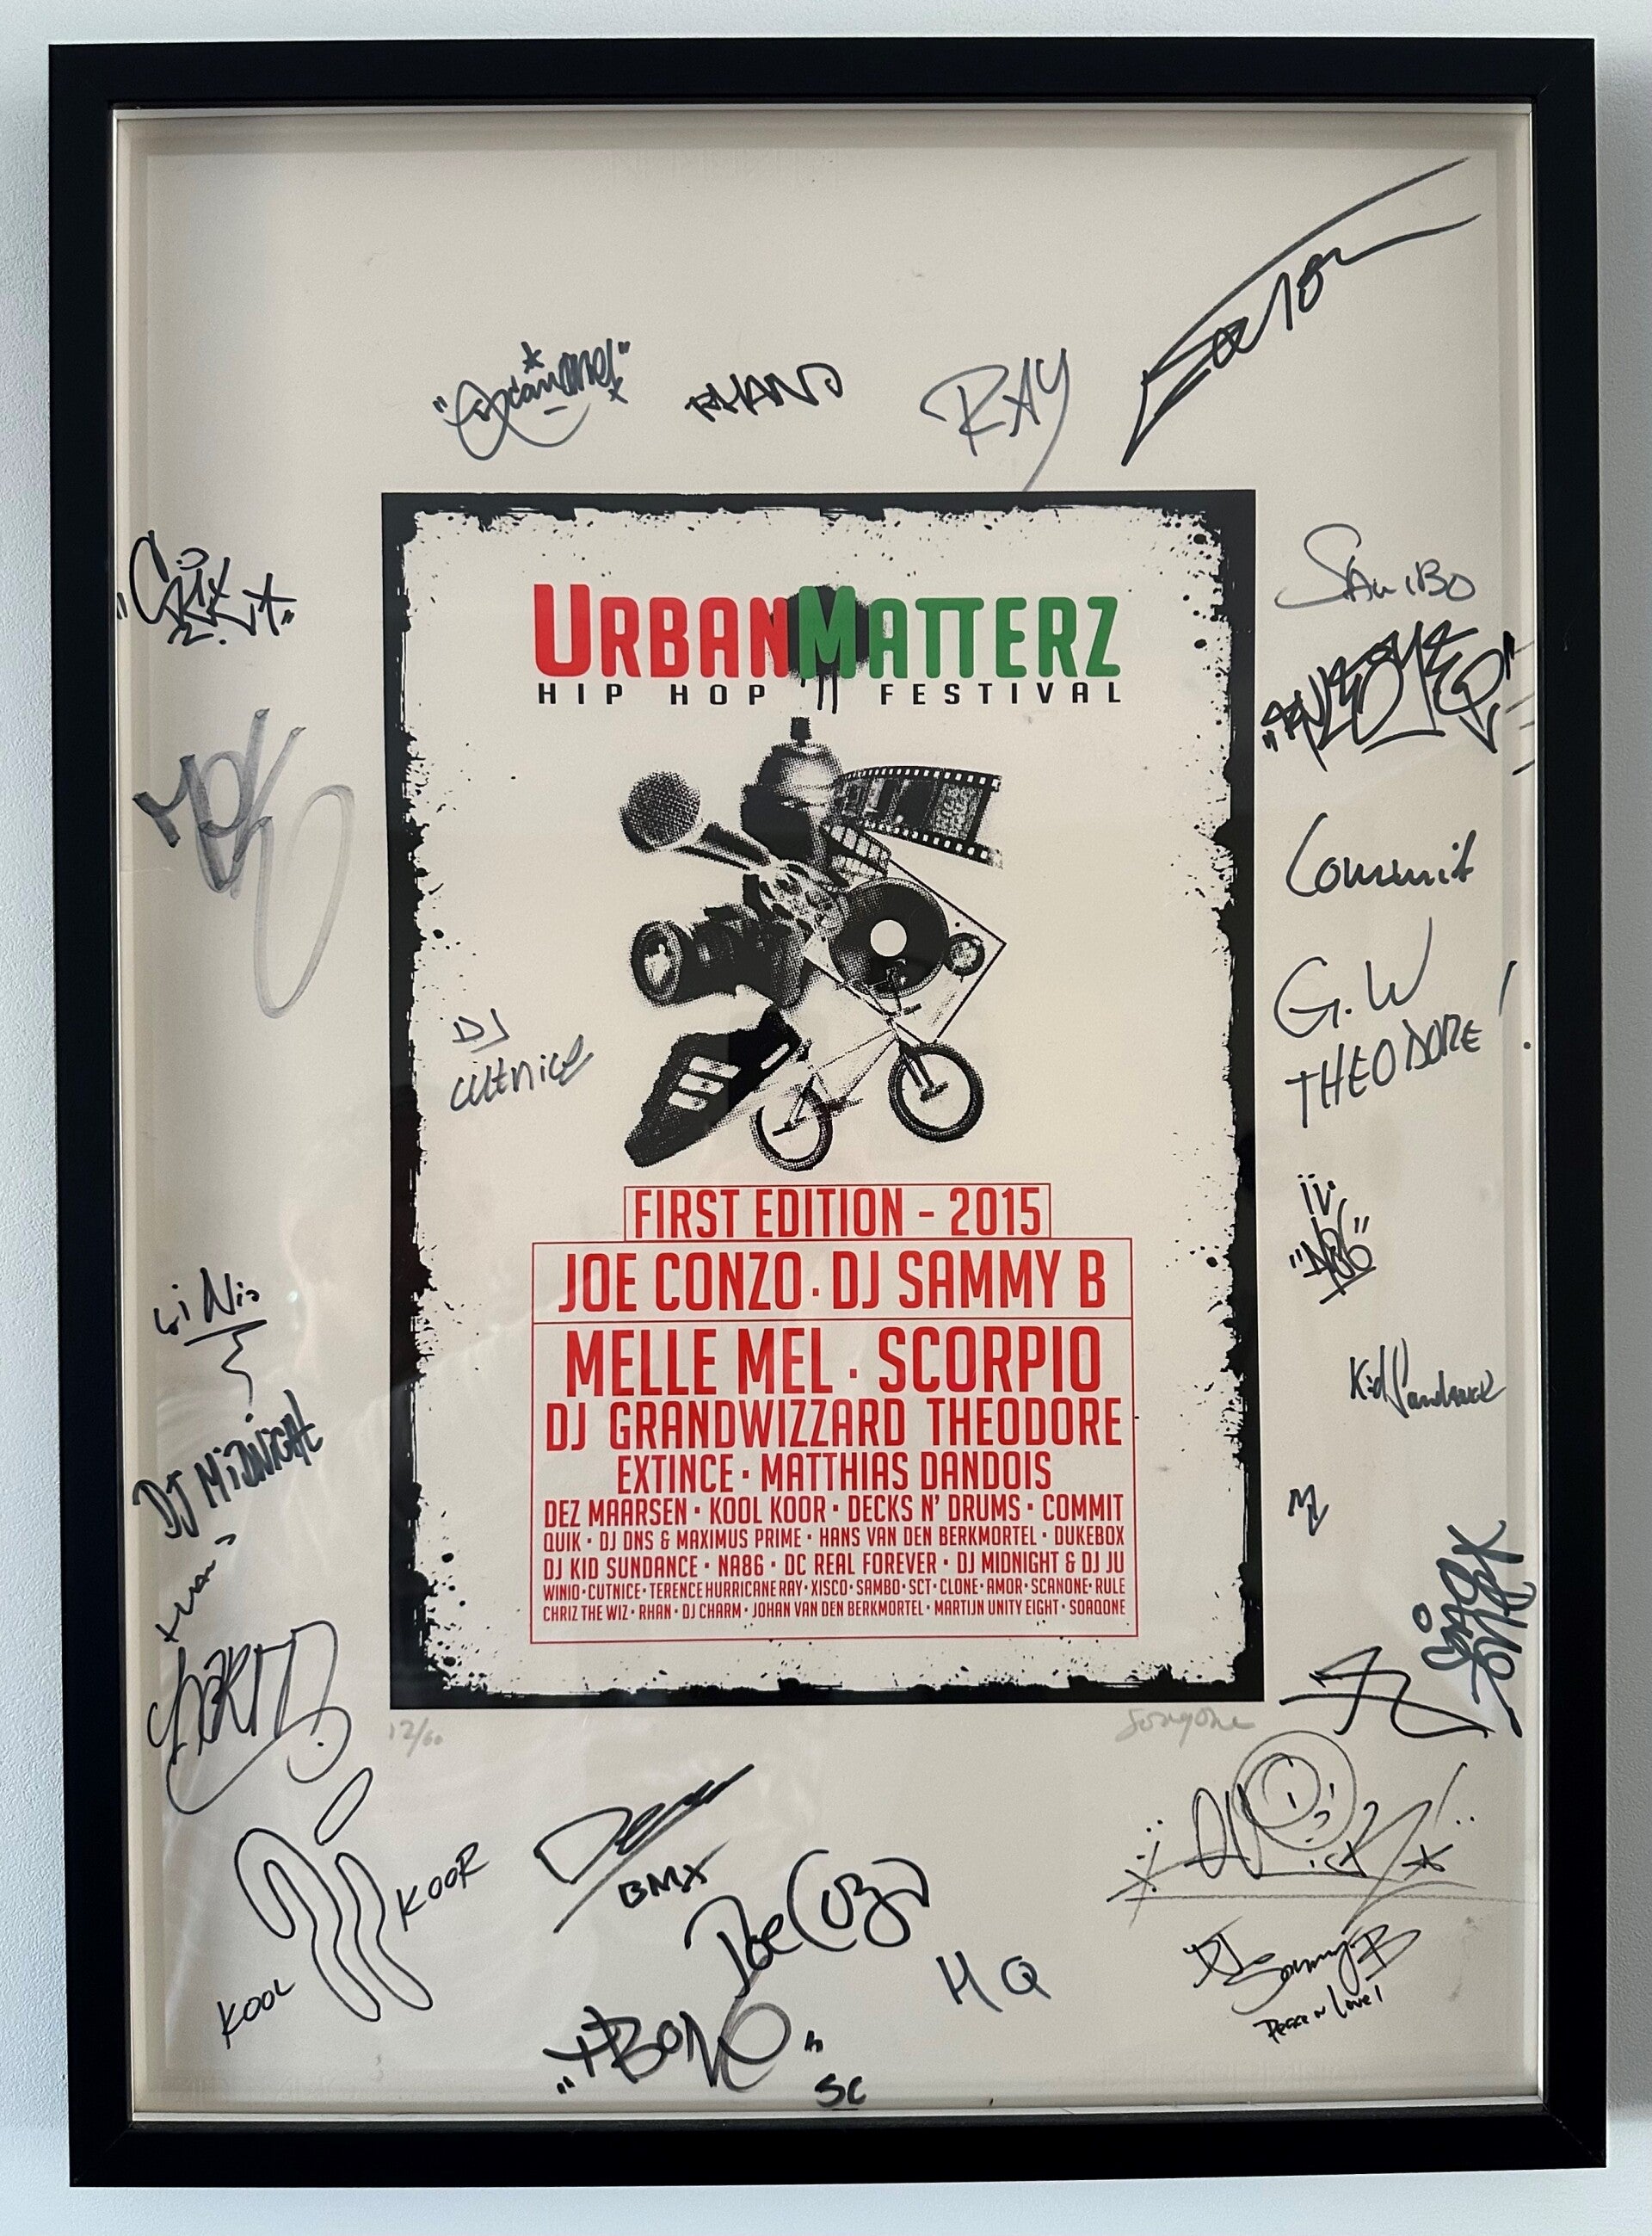 RHAN
RAY
URBANMATTERZ
HIP HOP FESTIVAL
SAMBO
Commit
G.W
THEODORE!
DJ
cutnice
FIRST EDITION - 2015
JOE CONZO · DJ SAMMY B
MELLE MEL · SCORPIO
DJ GRANDWIZZARD THEODORE
EXTINCE · MATTHIAS DANDOIS
DEZ MAARSEN · KOOL KOOR · DECKS N' DRUMS · COMMIT
QUIK · DJ DNS & MAXIMUS PRIME · HANS VAN DEN BERKMORTEL · DUKEBOX
DJ KID SUNDANCE · NA86 · DC REAL FOREVER · DJ MIDNIGHT & DJ JU
WINIO · CUTNICE · TERENCE HURRICANE RAY · XISCO · SAMBO · SCT · CLONE · AMOR · SCANONE · RULE
CHRIZ THE WIZ · RHAN · DJ CHARM · JOHAN VAN DEN BERKMORTEL · MARTIJN UNITY EIGHT · SOAQONE
DJ MiDNiGHt
12/60
KOOL KOOR
BMX
Joe Conzo
HQ
DJ Sammy B
Peace n Love!
SC